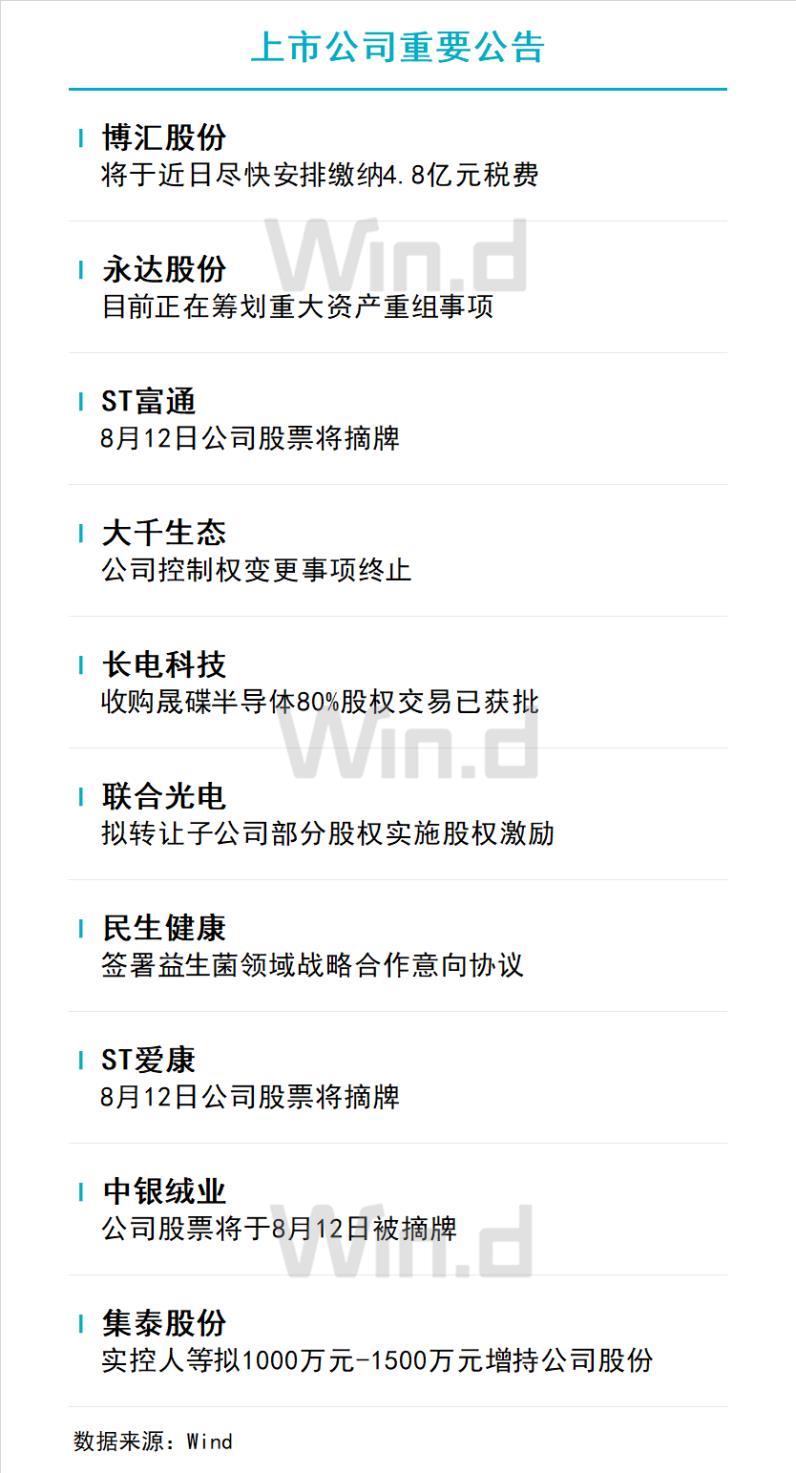 上市公司重要公告
博汇股份
将于近日尽快安排缴纳4.8亿元税费
Win.d
永达股份
目前正在筹划重大资产重组事项
ST富通
8月12日公司股票将摘牌
大千生态
公司控制权变更事项终止
长电科技
收购晟碟半导体80%股权交易已获批
Win.d
联合光电
拟转让子公司部分股权实施股权激励
民生健康
签署益生菌领域战略合作意向协议
ST爱康
8月12日公司股票将摘牌
中银绒业
公司股票将于8月12日被摘牌
Win.d
集泰股份
实控人等拟1000万元-1500万元增持公司股份
数据来源：Wind